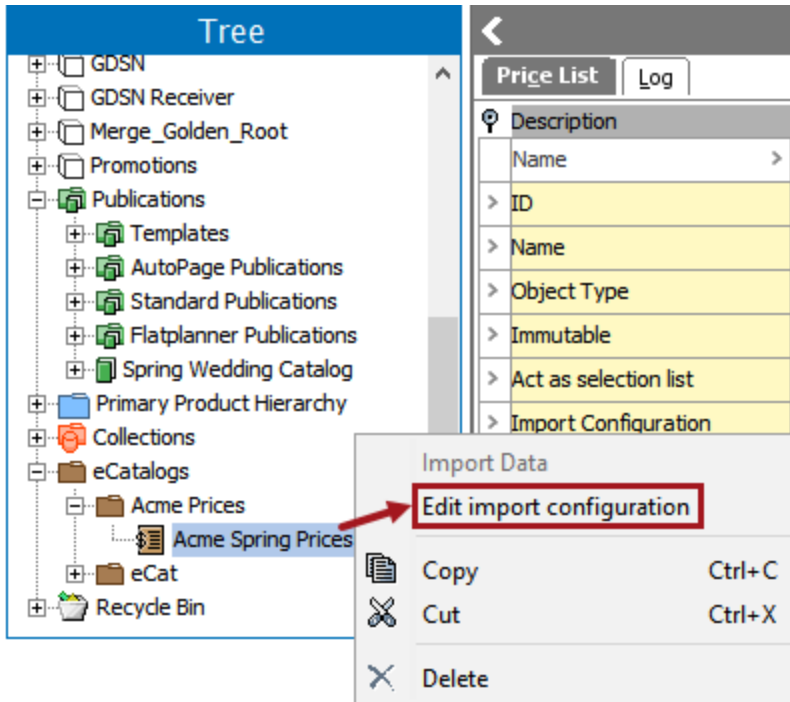 Tree
GDSN
GDSN Receiver
Merge_Golden_Root
Promotions
Publications
Templates
AutoPage Publications
Standard Publications
Flatplanner Publications
Spring Wedding Catalog
Primary Product Hierarchy
Collections
eCatalogs
Acme Prices
Acme Spring Prices
eCat
Recycle Bin
Price List Log
Description
Name >
> ID
> Name
> Object Type
> Immutable
> Act as selection list
> Import Configuration
Import Data
Edit import configuration
Copy Ctrl+C
Cut Ctrl+X
Delete